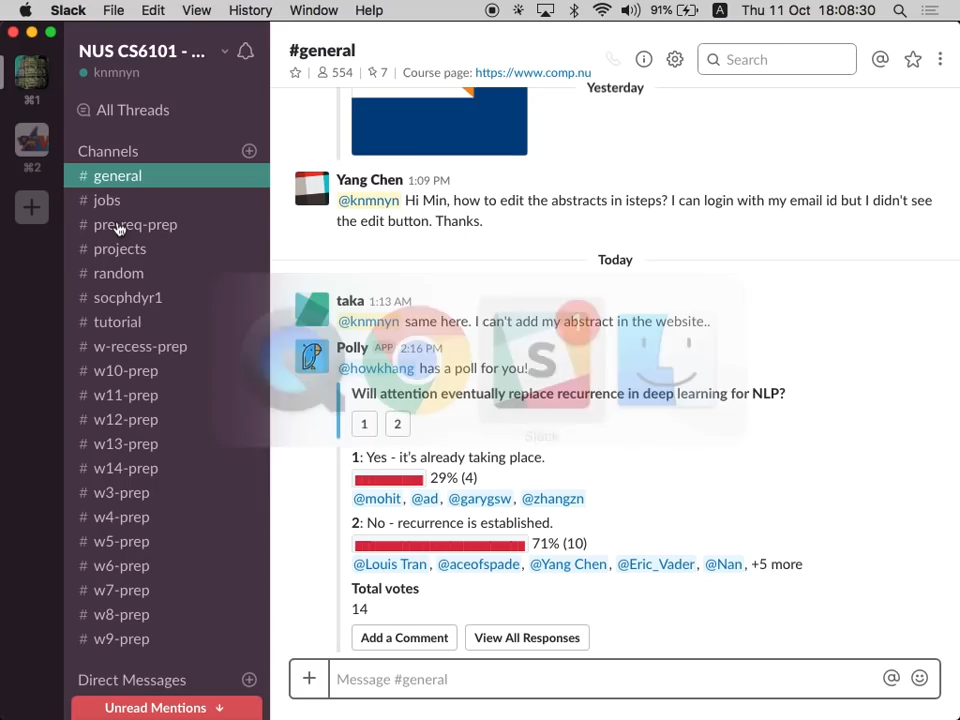 Slack File Edit View History Window Help 91% A Thu 11 Oct 18:08:30
NUS CS6101 - ...
knmnyn
⌘1
⌘2
All Threads
Channels
# general
# jobs
# prereq-prep
# projects
# random
# socphdyr1
# tutorial
# w-recess-prep
# w10-prep
# w11-prep
# w12-prep
# w13-prep
# w14-prep
# w3-prep
# w4-prep
# w5-prep
# w6-prep
# w7-prep
# w8-prep
# w9-prep
Direct Messages
Unread Mentions ↓
#general
554 | 7 | Course page: https://www.comp.nu
Search
Yesterday
Yang Chen 1:09 PM
@knmnyn Hi Min, how to edit the abstracts in isteps? I can login with my email id but I didn't see
the edit button. Thanks.
Today
taka 1:13 AM
@knmnyn same here. I can't add my abstract in the website..
Polly APP 2:16 PM
@howkhang has a poll for you!
Will attention eventually replace recurrence in deep learning for NLP?
1 2
1: Yes - it's already taking place.
29% (4)
@mohit, @ad, @garygsw, @zhangzn
2: No - recurrence is established.
71% (10)
@Louis Tran, @aceofspade, @Yang Chen, @Eric_Vader, @Nan, +5 more
Total votes
14
Add a Comment View All Responses
Message #general
Slack